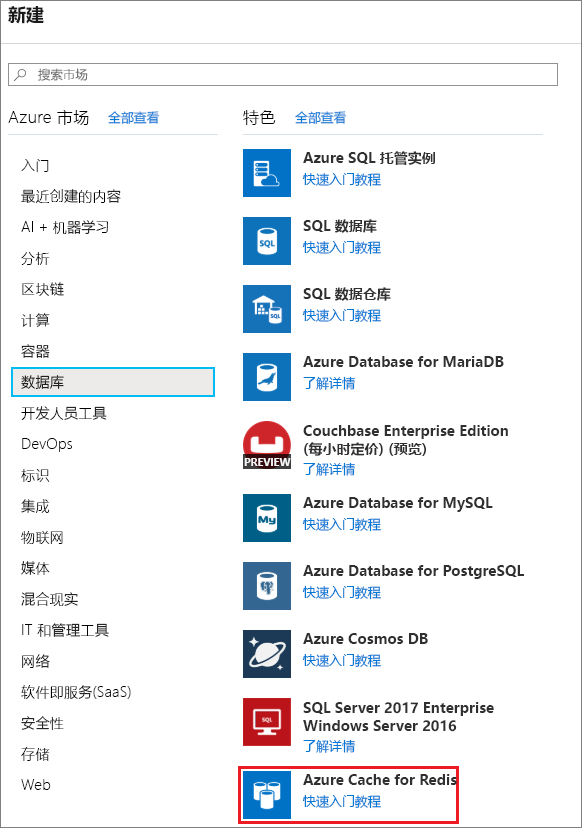 新建
搜索市场
Azure 市场 全部查看
入门
最近创建的内容
AI + 机器学习
分析
区块链
计算
容器
数据库
开发人员工具
DevOps
标识
集成
物联网
媒体
混合现实
IT 和管理工具
网络
软件即服务(SaaS)
安全性
存储
Web
特色 全部查看
Azure SQL 托管实例
快速入门教程
SQL
SQL 数据库
快速入门教程
SQL
SQL 数据仓库
快速入门教程
Azure Database for MariaDB
了解详情
PREVIEW
Couchbase Enterprise Edition
(每小时定价) (预览)
了解详情
My
Azure Database for MySQL
快速入门教程
Azure Database for PostgreSQL
快速入门教程
Azure Cosmos DB
快速入门教程
SQL
SQL Server 2017 Enterprise
Windows Server 2016
了解详情
Azure Cache for Redis
快速入门教程